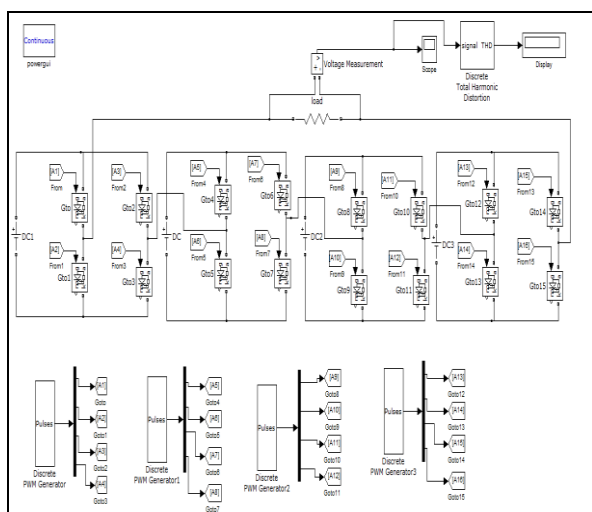 Continuous
powergui
Voltage Measurement
Scope
signal THD
Discrete
Total Harmonic
Distortion
Display
load
[A1]
From
[A3]
From2
[A5]
From4
[A7]
From6
[A9]
From8
[A11]
From10
[A13]
From12
[A15]
From13
Gto
Gto2
Gto4
Gto6
Gto8
Gto10
Gto12
Gto14
DC1
DC
DC2
DC3
[A2]
From1
[A4]
From3
[A6]
From5
[A8]
From7
[A10]
From9
[A12]
From11
[A14]
From14
[A16]
From15
Gto1
Gto3
Gto5
Gto7
Gto9
Gto11
Gto13
Gto15
Pulses
Discrete
PWM Generator
[A1]
Goto
[A2]
Goto1
[A3]
Goto2
[A4]
Goto3
Pulses
Discrete
PWM Generator1
[A5]
Goto4
[A6]
Goto5
[A7]
Goto6
[A8]
Goto7
Pulses
Discrete
PWM Generator2
[A9]
Goto8
[A10]
Goto9
[A11]
Goto10
[A12]
Goto11
Pulses
Discrete
PWM Generator3
[A13]
Goto12
[A14]
Goto13
[A15]
Goto14
[A16]
Goto15